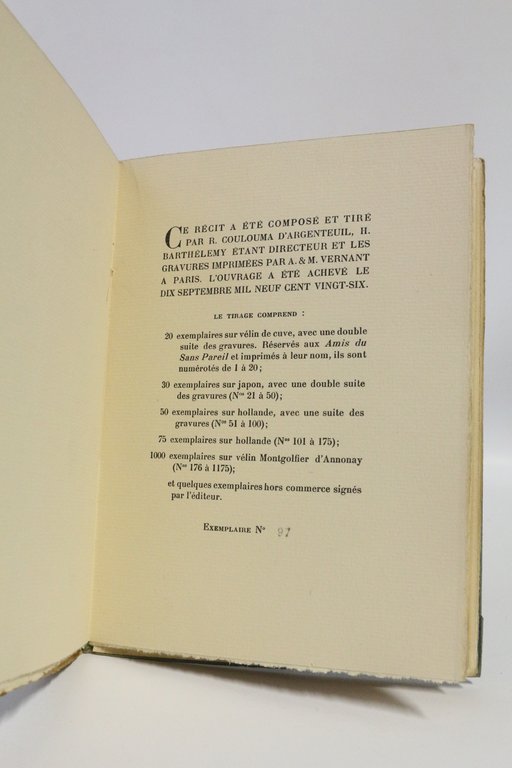 CE RÉCIT A ÉTÉ COMPOSÉ ET TIRÉ
PAR R. COULOUMA D'ARGENTEUIL, H.
BARTHÉLEMY ÉTANT DIRECTEUR ET LES
GRAVURES IMPRIMÉES PAR A. & M. VERNANT
A PARIS. L'OUVRAGE A ÉTÉ ACHEVÉ LE
DIX SEPTEMBRE MIL NEUF CENT VINGT-SIX.
LE TIRAGE COMPREND :
20 exemplaires sur vélin de cuve, avec une double
suite des gravures. Réservés aux Amis du
Sans Pareil et imprimés à leur nom, ils sont
numérotés de 1 à 20;
30 exemplaires sur japon, avec une double suite
des gravures (Nos 21 à 50);
50 exemplaires sur hollande, avec une suite des
gravures (Nos 51 à 100);
75 exemplaires sur hollande (Nos 101 à 175);
1000 exemplaires sur vélin Montgolfier d'Annonay
(Nos 176 à 1175);
et quelques exemplaires hors commerce signés
par l'éditeur.
EXEMPLAIRE No 97